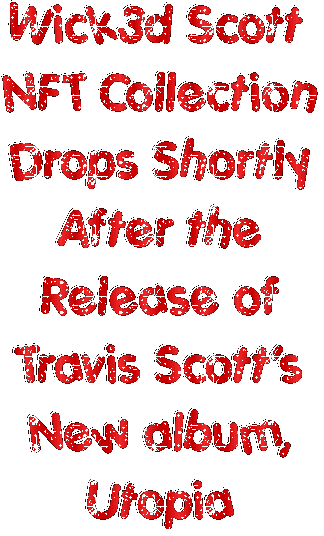 Wick3d Scott
NFT Collection
Drops Shortly
After the
Release of
Travis Scott's
New album,
Utopia